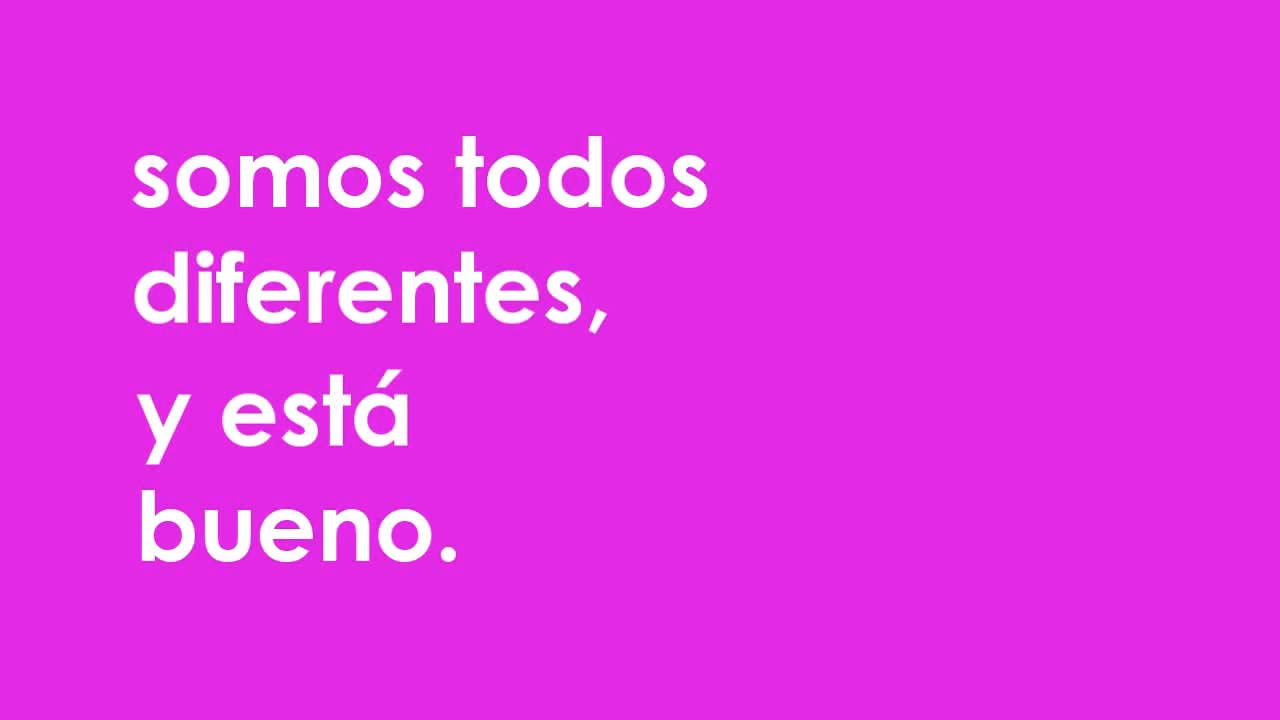 somos todos
diferentes,
y está
bueno.